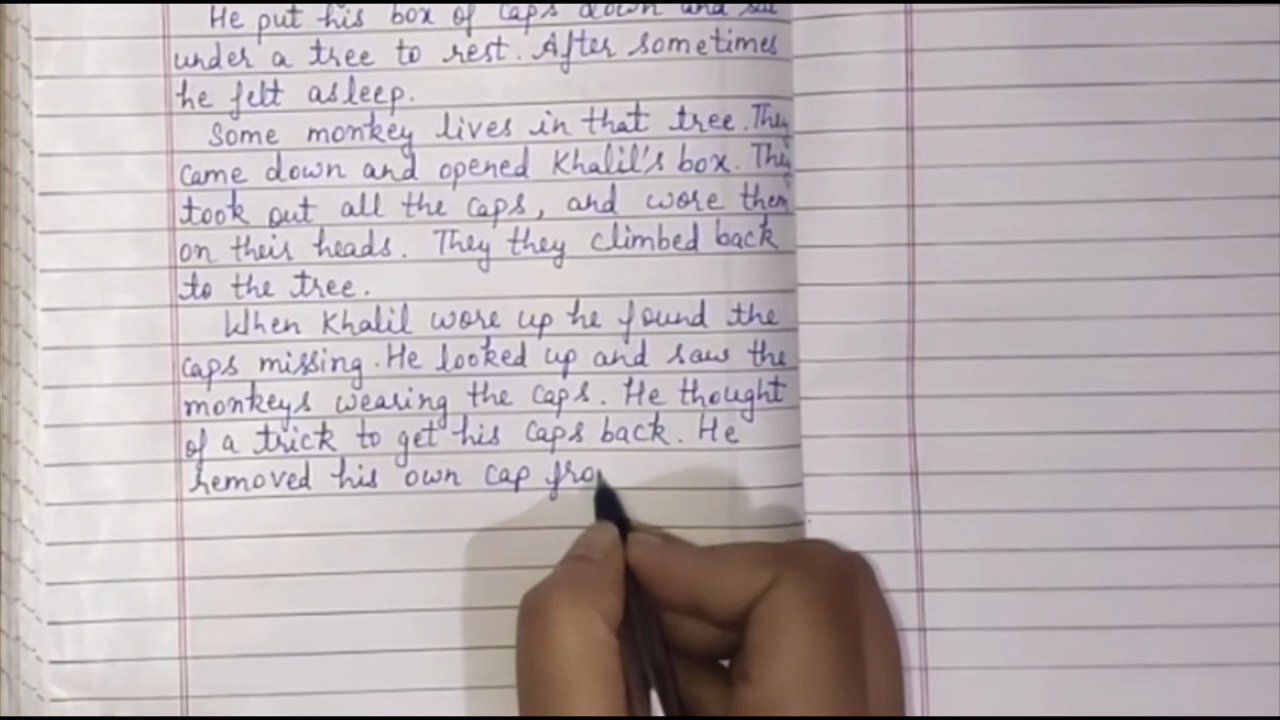 He put his box of caps down and sat
under a tree to rest. After sometimes
he felt asleep.
Some monkey lives in that tree. They
came down and opened Khalil's box. They
took out all the caps, and wore them
on their heads. They they climbed back
to the tree.
When Khalil wore up he found the
caps missing. He looked up and saw the
monkeys wearing the caps. He thought
of a trick to get his caps back. He
removed his own cap fro